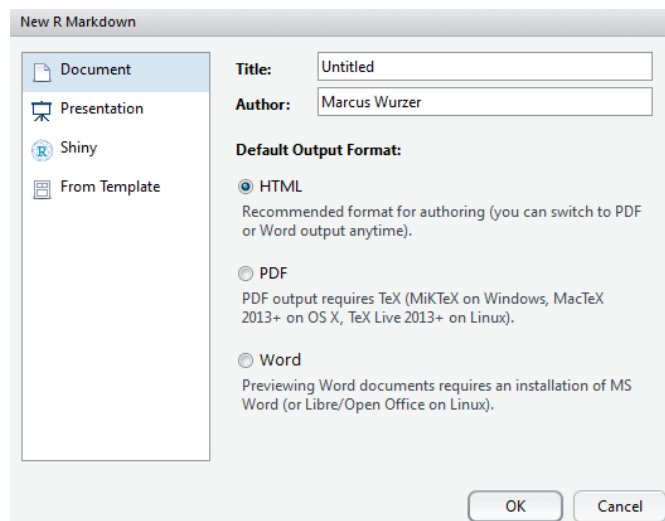 New R Markdown
Document
Presentation
Shiny
From Template
Title:
Untitled
Author:
Marcus Wurzer
Default Output Format:
HTML
Recommended format for authoring (you can switch to PDF
or Word output anytime).
PDF
PDF output requires TeX (MiKTeX on Windows, MacTeX
2013+ on OS X, TeX Live 2013+ on Linux).
Word
Previewing Word documents requires an installation of MS
Word (or Libre/Open Office on Linux).
OK
Cancel